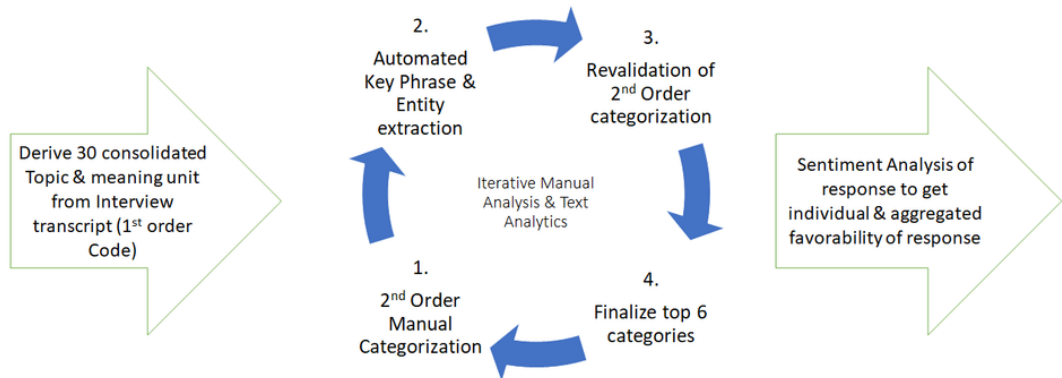 Derive 30 consolidated
Topic & meaning unit
from Interview
transcript (1st order
Code)
2.
Automated
Key Phrase &
Entity
extraction
3.
Revalidation of
2nd Order
categorization
Iterative Manual
Analysis & Text
Analytics
1.
2nd Order
Manual
Categorization
4.
Finalize top 6
categories
Sentiment Analysis of
response to get
individual & aggregated
favorability of response